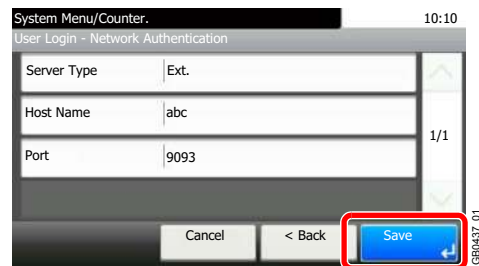 System Menu/Counter. 10:10
User Login - Network Authentication
Server Type Ext.
Host Name abc
1/1
Port 9093
Cancel < Back Save
GB0437_01